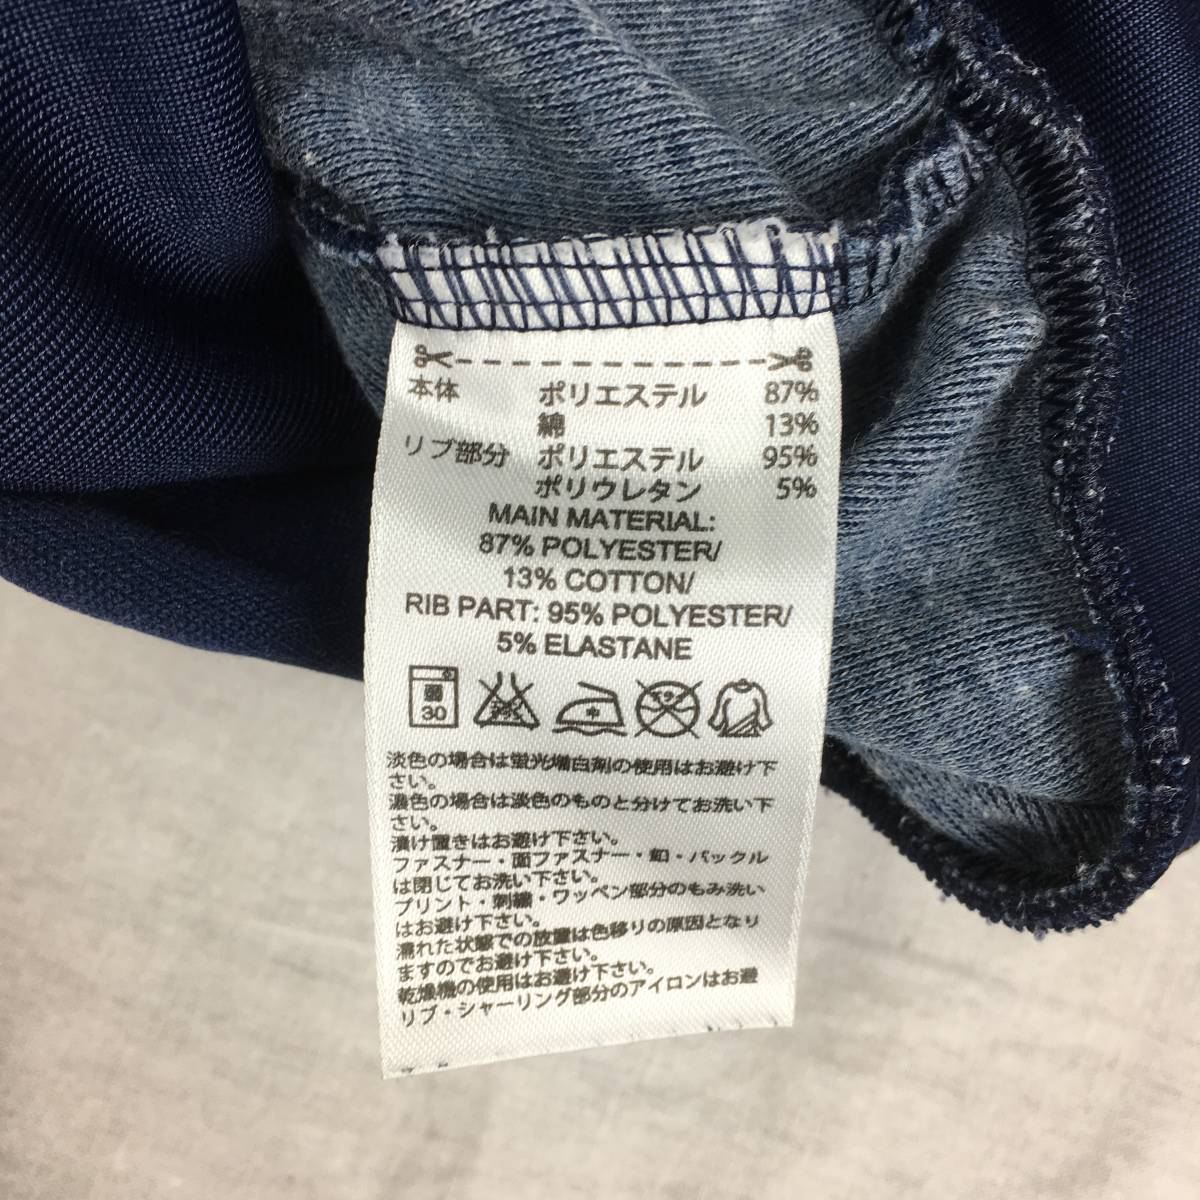 本体 ポリエステル 87%
綿 13%
リブ部分 ポリエステル 95%
ポリウレタン 5%
MAIN MATERIAL:
87% POLYESTER/
13% COTTON/
RIB PART: 95% POLYESTER/
5% ELASTANE
弱 30 中
淡色の場合は蛍光増白剤の使用はお避け下
さい。
濃色の場合は淡色のものと分けてお洗い下
さい。
漬け置きはお避け下さい。
ファスナー・面ファスナー・釦・バックル
は閉じてお洗い下さい。
プリント・刺繍・ワッペン部分のもみ洗い
はお避け下さい。
濡れた状態での放置は色移りの原因となり
ますのでお避け下さい。
乾燥機の使用はお避け下さい。
リブ・シャーリング部分のアイロンはお避